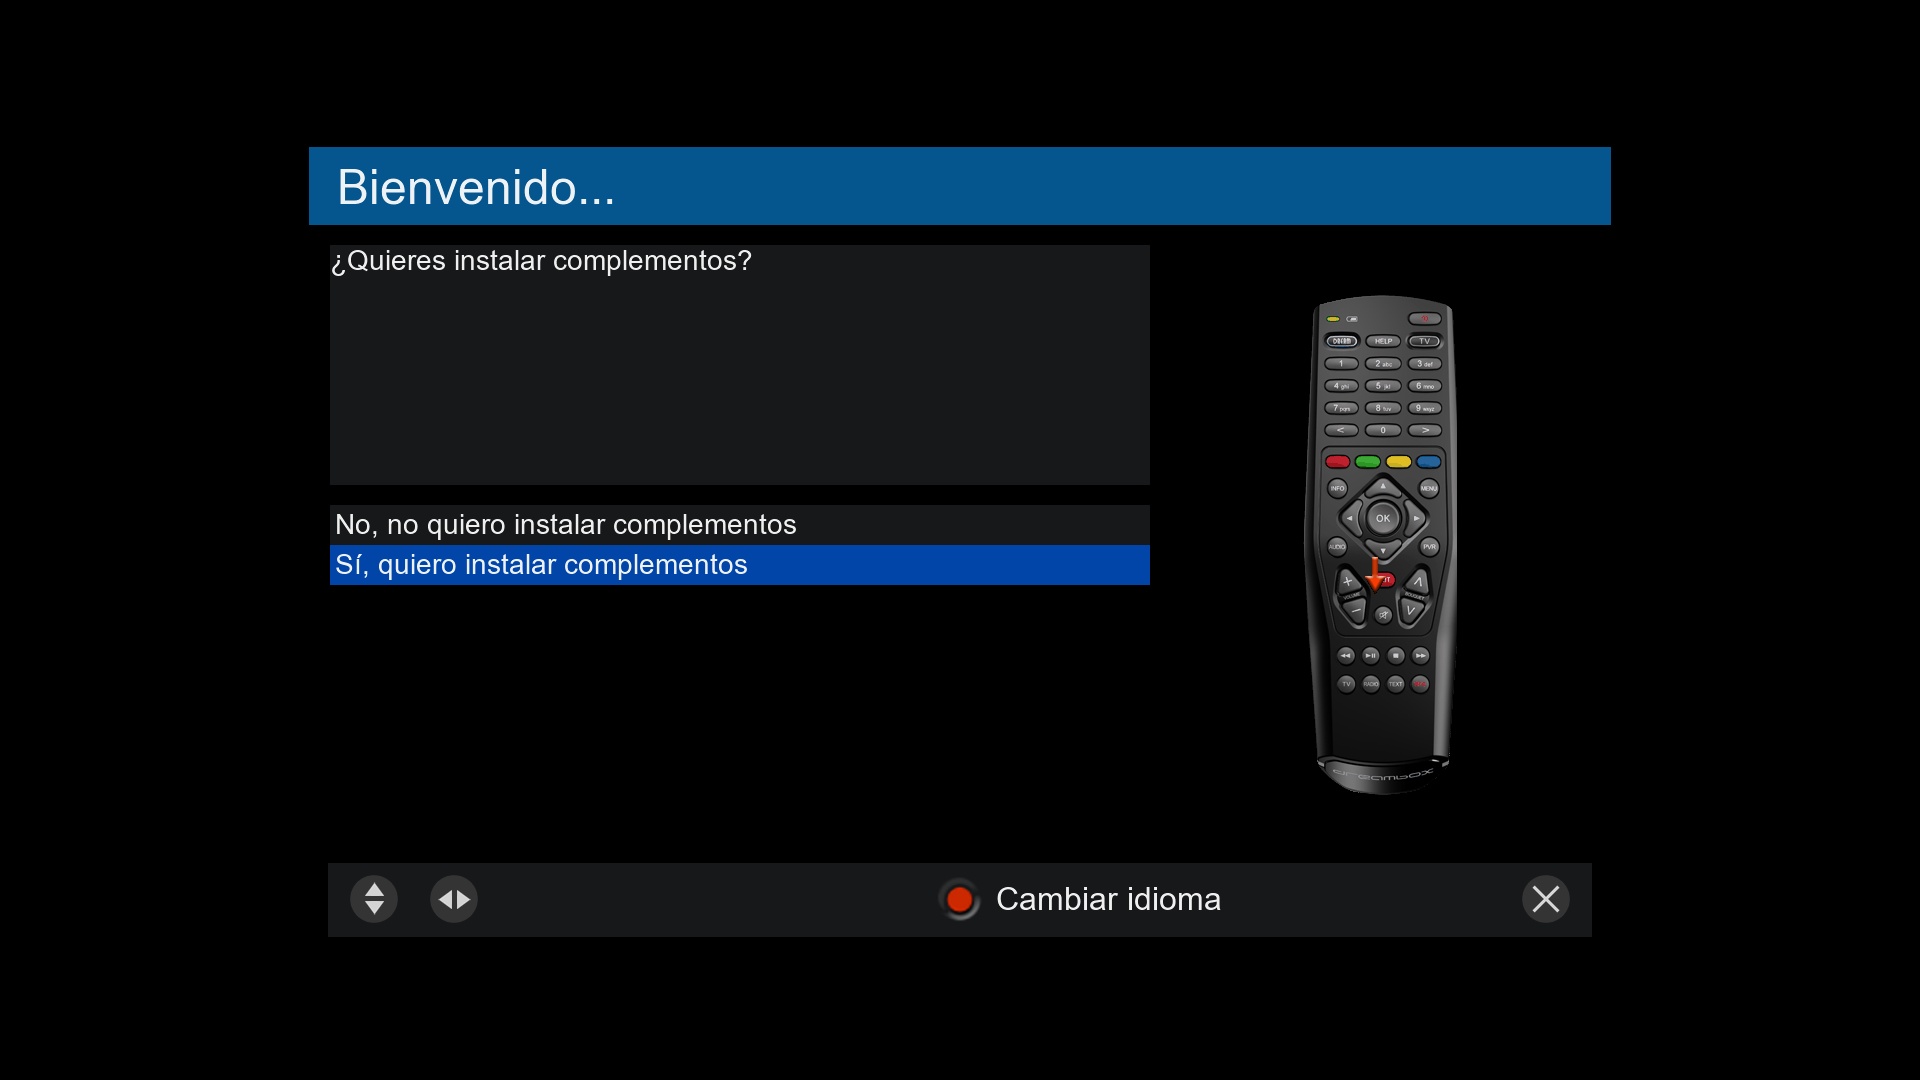 Bienvenido...
¿Quieres instalar complementos?
No, no quiero instalar complementos
Sí, quiero instalar complementos
HELP
TV
1
2 abc
3 def
4 ghi
5 jkl
6 mno
7 pqrs
8 tuv
9 wxyz
<
0
>
INFO
MENU
OK
AUDIO
PVR
VOLUME
BOUQUET
TV
RADIO
TEXT
dreambox
Cambiar idioma